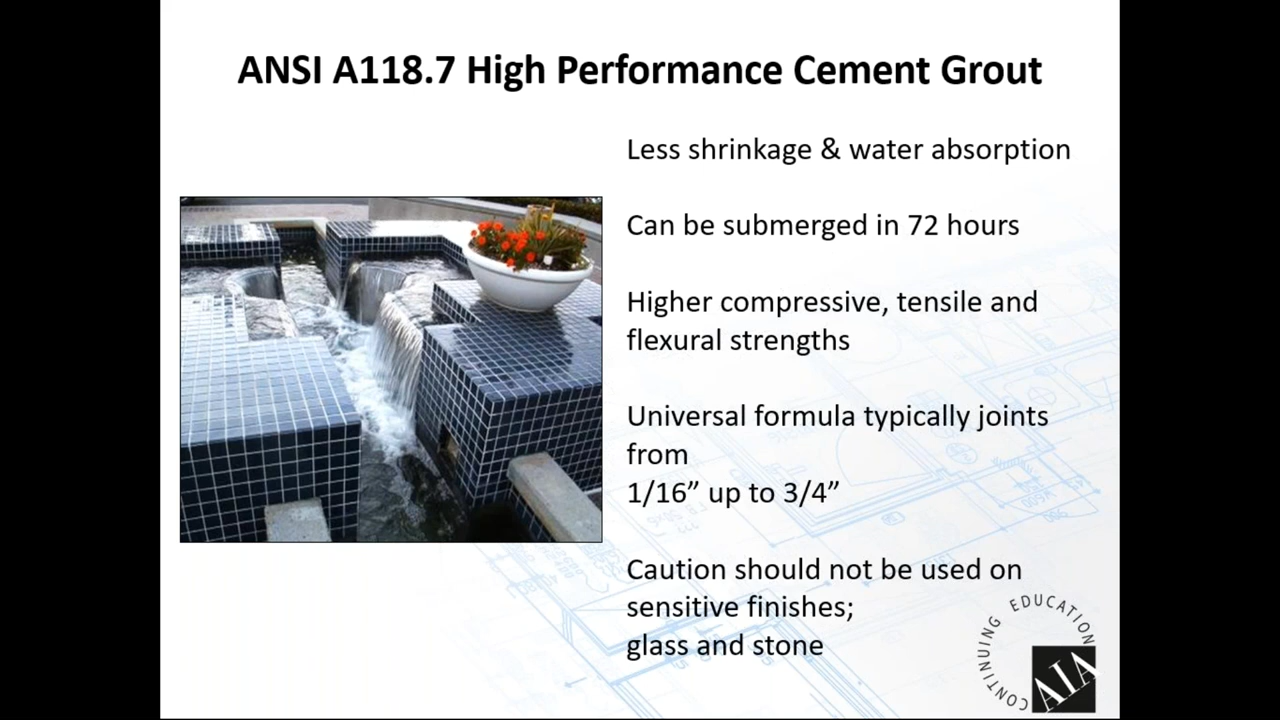 ANSI A118.7 High Performance Cement Grout
Less shrinkage & water absorption
Can be submerged in 72 hours
Higher compressive, tensile and
flexural strengths
Universal formula typically joints
from
1/16” up to 3/4”
Caution should not be used on
sensitive finishes;
glass and stone
CONTINUING EDUCATION
AIA